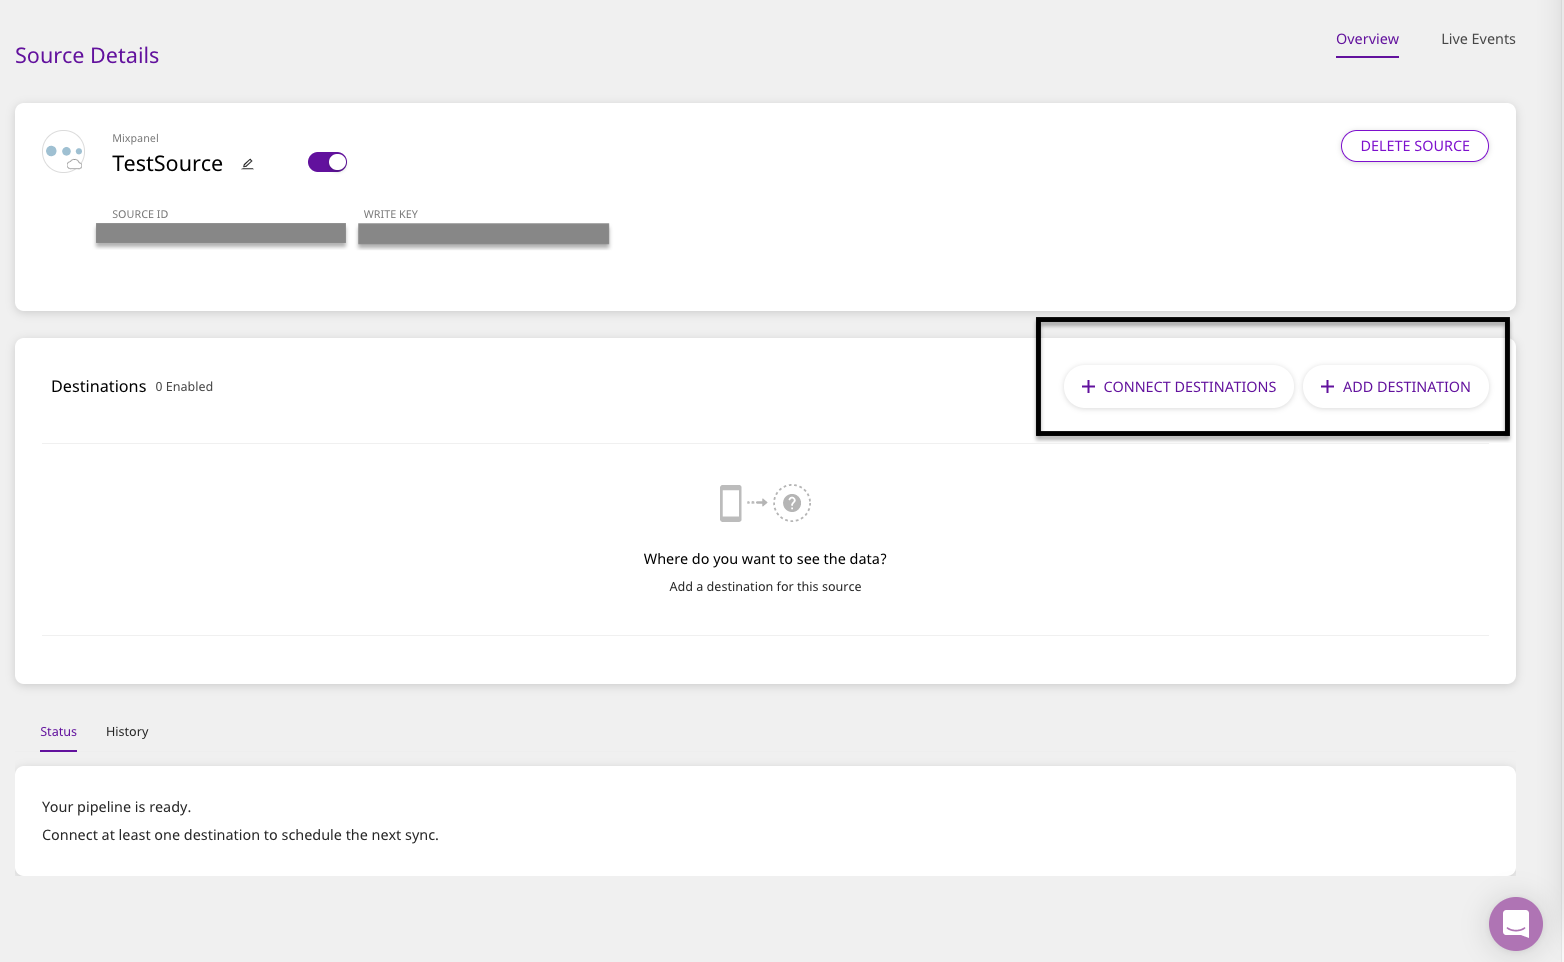 Source Details
Overview
Live Events
Mixpanel
TestSource
DELETE SOURCE
SOURCE ID
WRITE KEY
Destinations 0 Enabled
+ CONNECT DESTINATIONS
+ ADD DESTINATION
?
Where do you want to see the data?
Add a destination for this source
Status
History
Your pipeline is ready.
Connect at least one destination to schedule the next sync.